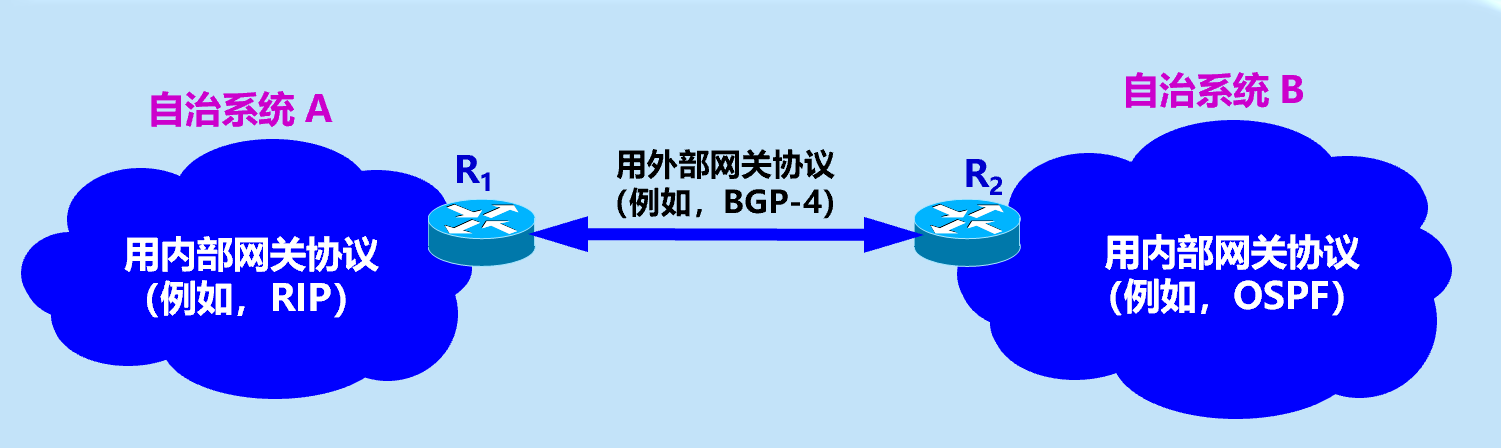 自治系统 A
自治系统 B
用外部网关协议
(例如，BGP-4)
R1
R2
用内部网关协议
(例如，RIP)
用内部网关协议
(例如，OSPF)